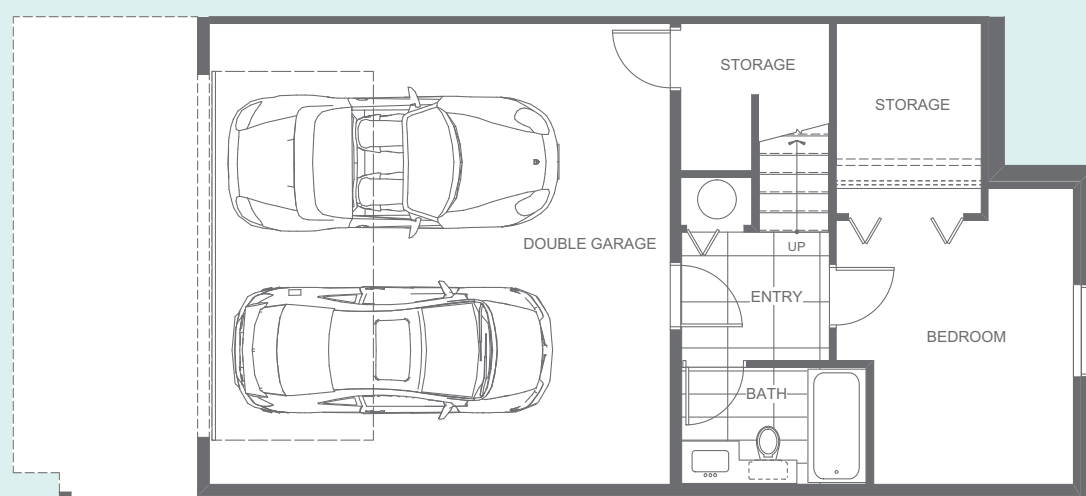 STORAGE
STORAGE
DOUBLE GARAGE
UP
ENTRY
BEDROOM
BATH